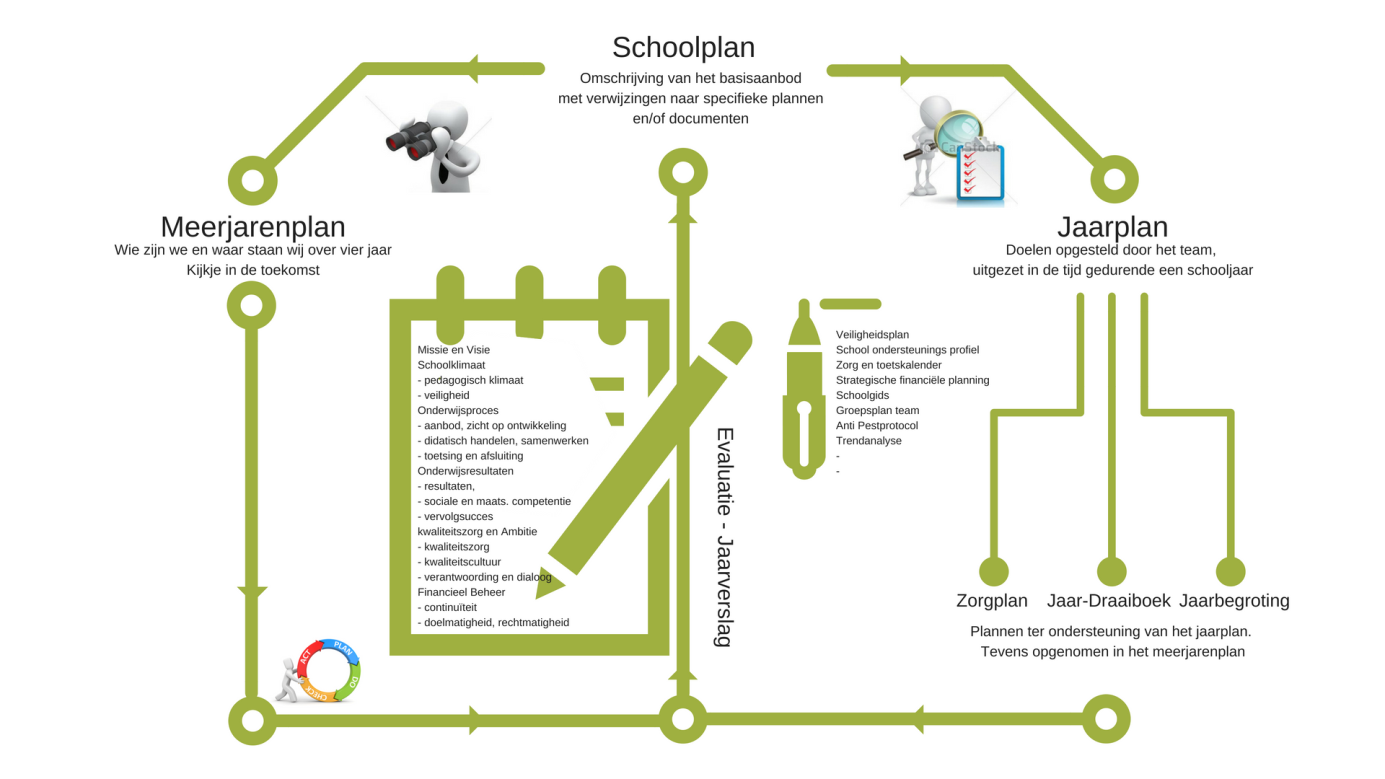 Schoolplan
Omschrijving van het basisaanbod
met verwijzingen naar specifieke plannen
en/of documenten
CanStock
Meerjarenplan
Wie zijn we en waar staan wij over vier jaar
Kijkje in de toekomst
Jaarplan
Doelen opgesteld door het team,
uitgezet in de tijd gedurende een schooljaar
Missie en Visie
Schoolklimaat
- pedagogisch klimaat
- veiligheid
Onderwijsproces
- aanbod, zicht op ontwikkeling
- didatisch handelen, samenwerken
- toetsing en afsluiting
Onderwijsresultaten
- resultaten,
- sociale en maats. competentie
- vervolgsucces
kwaliteitszorg en Ambitie
- kwaliteitszorg
- kwaliteitscultuur
- verantwoording en dialoog
Financieel Beheer
- continuïteit
- doelmatigheid, rechtmatigheid
Evaluatie - Jaarverslag
Veiligheidsplan
School ondersteunings profiel
Zorg en toetskalender
Strategische financiële planning
Schoolgids
Groepsplan team
Anti Pestprotocol
Trendanalyse
-
-
Zorgplan
Jaar-Draaiboek
Jaarbegroting
Plannen ter ondersteuning van het jaarplan.
Tevens opgenomen in het meerjarenplan
PLAN
DO
CHECK
ACT